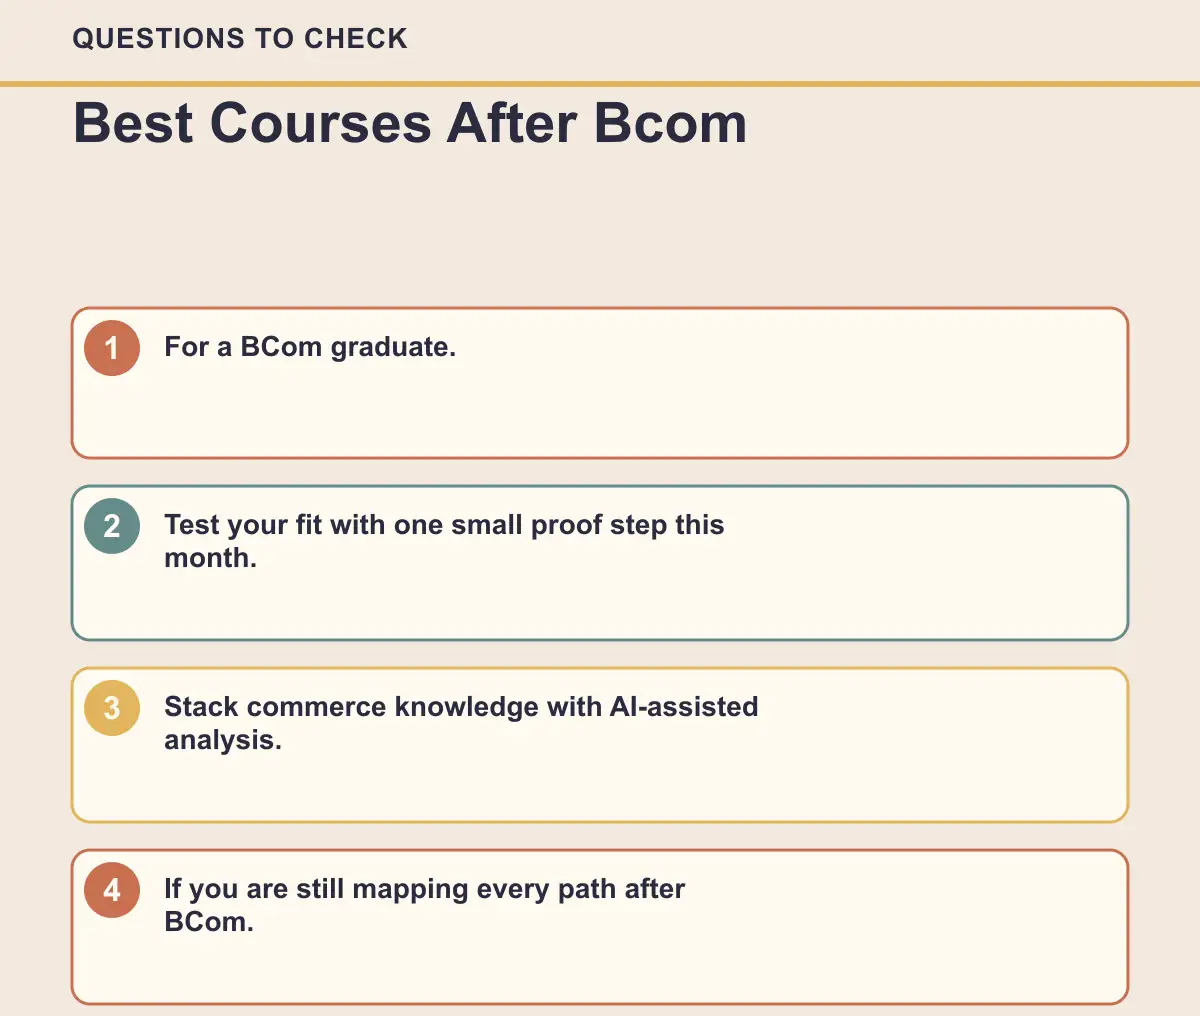 QUESTIONS TO CHECK
Best Courses After Bcom
1
For a BCom graduate.
2
Test your fit with one small proof step this
month.
3
Stack commerce knowledge with AI-assisted
analysis.
4
If you are still mapping every path after
BCom.